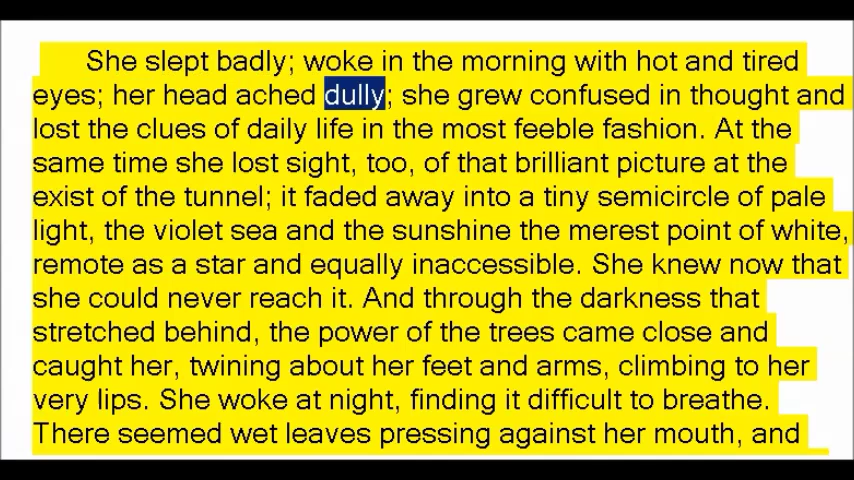 She slept badly; woke in the morning with hot and tired
eyes; her head ached dully; she grew confused in thought and
lost the clues of daily life in the most feeble fashion. At the
same time she lost sight, too, of that brilliant picture at the
exist of the tunnel; it faded away into a tiny semicircle of pale
light, the violet sea and the sunshine the merest point of white,
remote as a star and equally inaccessible. She knew now that
she could never reach it. And through the darkness that
stretched behind, the power of the trees came close and
caught her, twining about her feet and arms, climbing to her
very lips. She woke at night, finding it difficult to breathe.
There seemed wet leaves pressing against her mouth, and